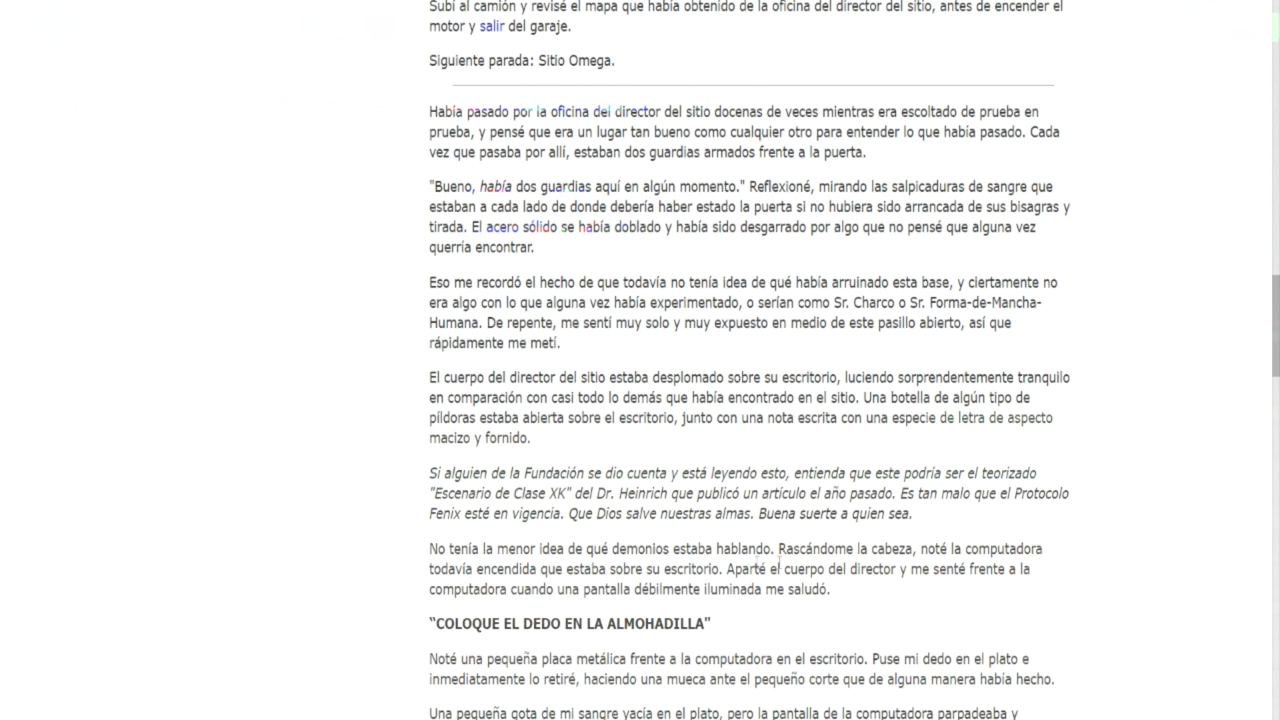 Subí al camión y revisé el mapa que había obtenido de la oficina del director del sitio, antes de encender el
motor y salir del garaje.
Siguiente parada: Sitio Omega.
Había pasado por la oficina del director del sitio docenas de veces mientras era escoltado de prueba en
prueba, y pensé que era un lugar tan bueno como cualquier otro para entender lo que había pasado. Cada
vez que pasaba por allí, estaban dos guardias armados frente a la puerta.
"Bueno, había dos guardias aquí en algún momento." Reflexioné, mirando las salpicaduras de sangre que
estaban a cada lado de donde debería haber estado la puerta si no hubiera sido arrancada de sus bisagras y
tirada. El acero sólido se había doblado y había sido desgarrado por algo que no pensé que alguna vez
querría encontrar.
Eso me recordó el hecho de que todavía no tenía idea de qué había arruinado esta base, y ciertamente no
era algo con lo que alguna vez había experimentado, o serían como Sr. Charco o Sr. Forma-de-Mancha-
Humana. De repente, me sentí muy solo y muy expuesto en medio de este pasillo abierto, así que
rápidamente me metí.
El cuerpo del director del sitio estaba desplomado sobre su escritorio, luciendo sorprendentemente tranquilo
en comparación con casi todo lo demás que había encontrado en el sitio. Una botella de algún tipo de
píldoras estaba abierta sobre el escritorio, junto con una nota escrita con una especie de letra de aspecto
macizo y fornido.
Si alguien de la Fundación se dio cuenta y está leyendo esto, entienda que este podría ser el teorizado
"Escenario de Clase XK" del Dr. Heinrich que publicó un artículo el año pasado. Es tan malo que el Protocolo
Fenix esté en vigencia. Que Dios salve nuestras almas. Buena suerte a quien sea.
No tenía la menor idea de qué demonios estaba hablando. Rascándome la cabeza, noté la computadora
todavía encendida que estaba sobre su escritorio. Aparté el cuerpo del director y me senté frente a la
computadora cuando una pantalla débilmente iluminada me saludó.
“COLOQUE EL DEDO EN LA ALMOHADILLA"
Noté una pequeña placa metálica frente a la computadora en el escritorio. Puse mi dedo en el plato e
inmediatamente lo retiré, haciendo una mueca ante el pequeño corte que de alguna manera había hecho.
Una pequeña gota de mi sangre yacía en el plato, pero la pantalla de la computadora parpadeaba y